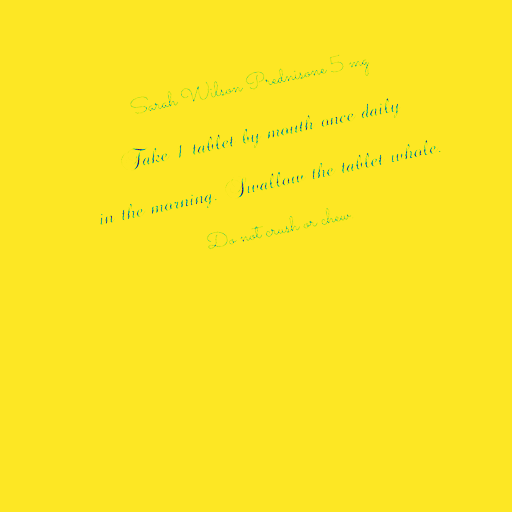 Sarah Wilson Prednisone 5 mg
Take 1 tablet by mouth once daily
in the morning. Swallow the tablet whole.
Do not crush or chew